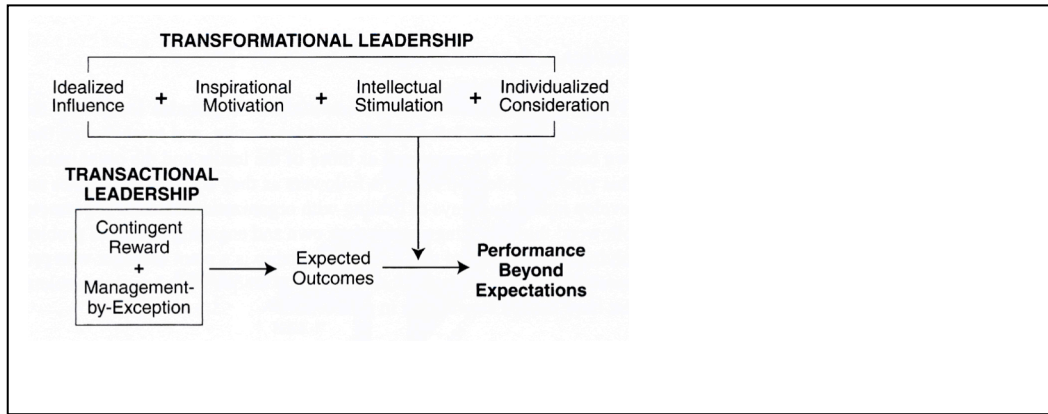 TRANSFORMATIONAL LEADERSHIP
Idealized
Influence
+
Inspirational
Motivation
+
Intellectual
Stimulation
+
Individualized
Consideration
TRANSACTIONAL
LEADERSHIP
Contingent
Reward
+
Management-
by-Exception
Expected
Outcomes
Performance
Beyond
Expectations